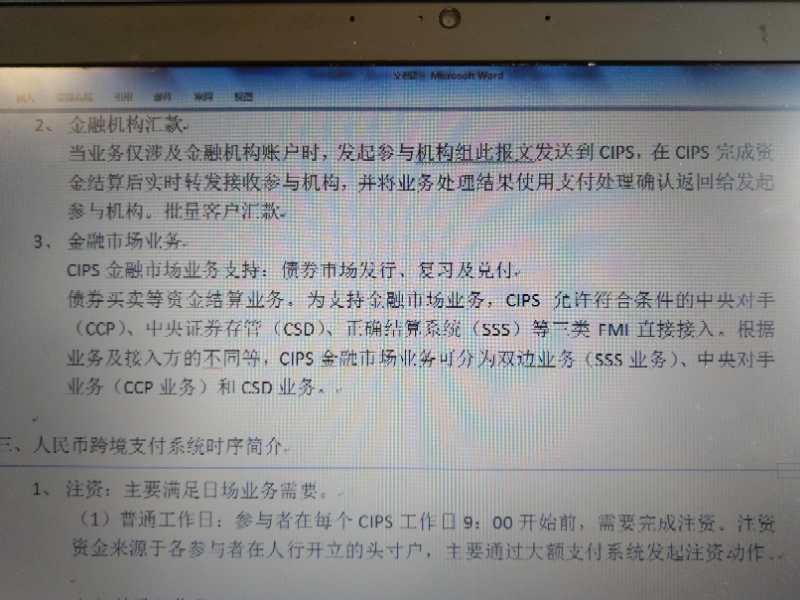 文档2 - Microsoft Word
引用 邮件 审阅 视图
2、 金融机构汇款
当业务仅涉及金融机构账户时，发起参与机构组此报文发送到 CIPS，在 CIPS 完成资
金结算后实时转发接收参与机构，并将业务处理结果使用支付处理确认返回给发起
参与机构。批量客户汇款
3、 金融市场业务
CIPS 金融市场业务支持：债券市场发行、复习及兑付
债券买卖等资金结算业务。为支持金融市场业务，CIPS 允许符合条件的中央对手
（CCP）、中央证券存管（CSD）、正确结算系统（SSS）等三类 FMI 直接接入。根据
业务及接入方的不同等，CIPS 金融市场业务可分为双边业务（SSS 业务）、中央对手
业务（CCP 业务）和 CSD 业务。
三、人民币跨境支付系统时序简介
1、 注资：主要满足日场业务需要。
（1）普通工作日：参与者在每个 CIPS 工作日 9：00 开始前，需要完成注资。注资
资金来源于各参与者在人行开立的头寸户，主要通过大额支付系统发起注资动作